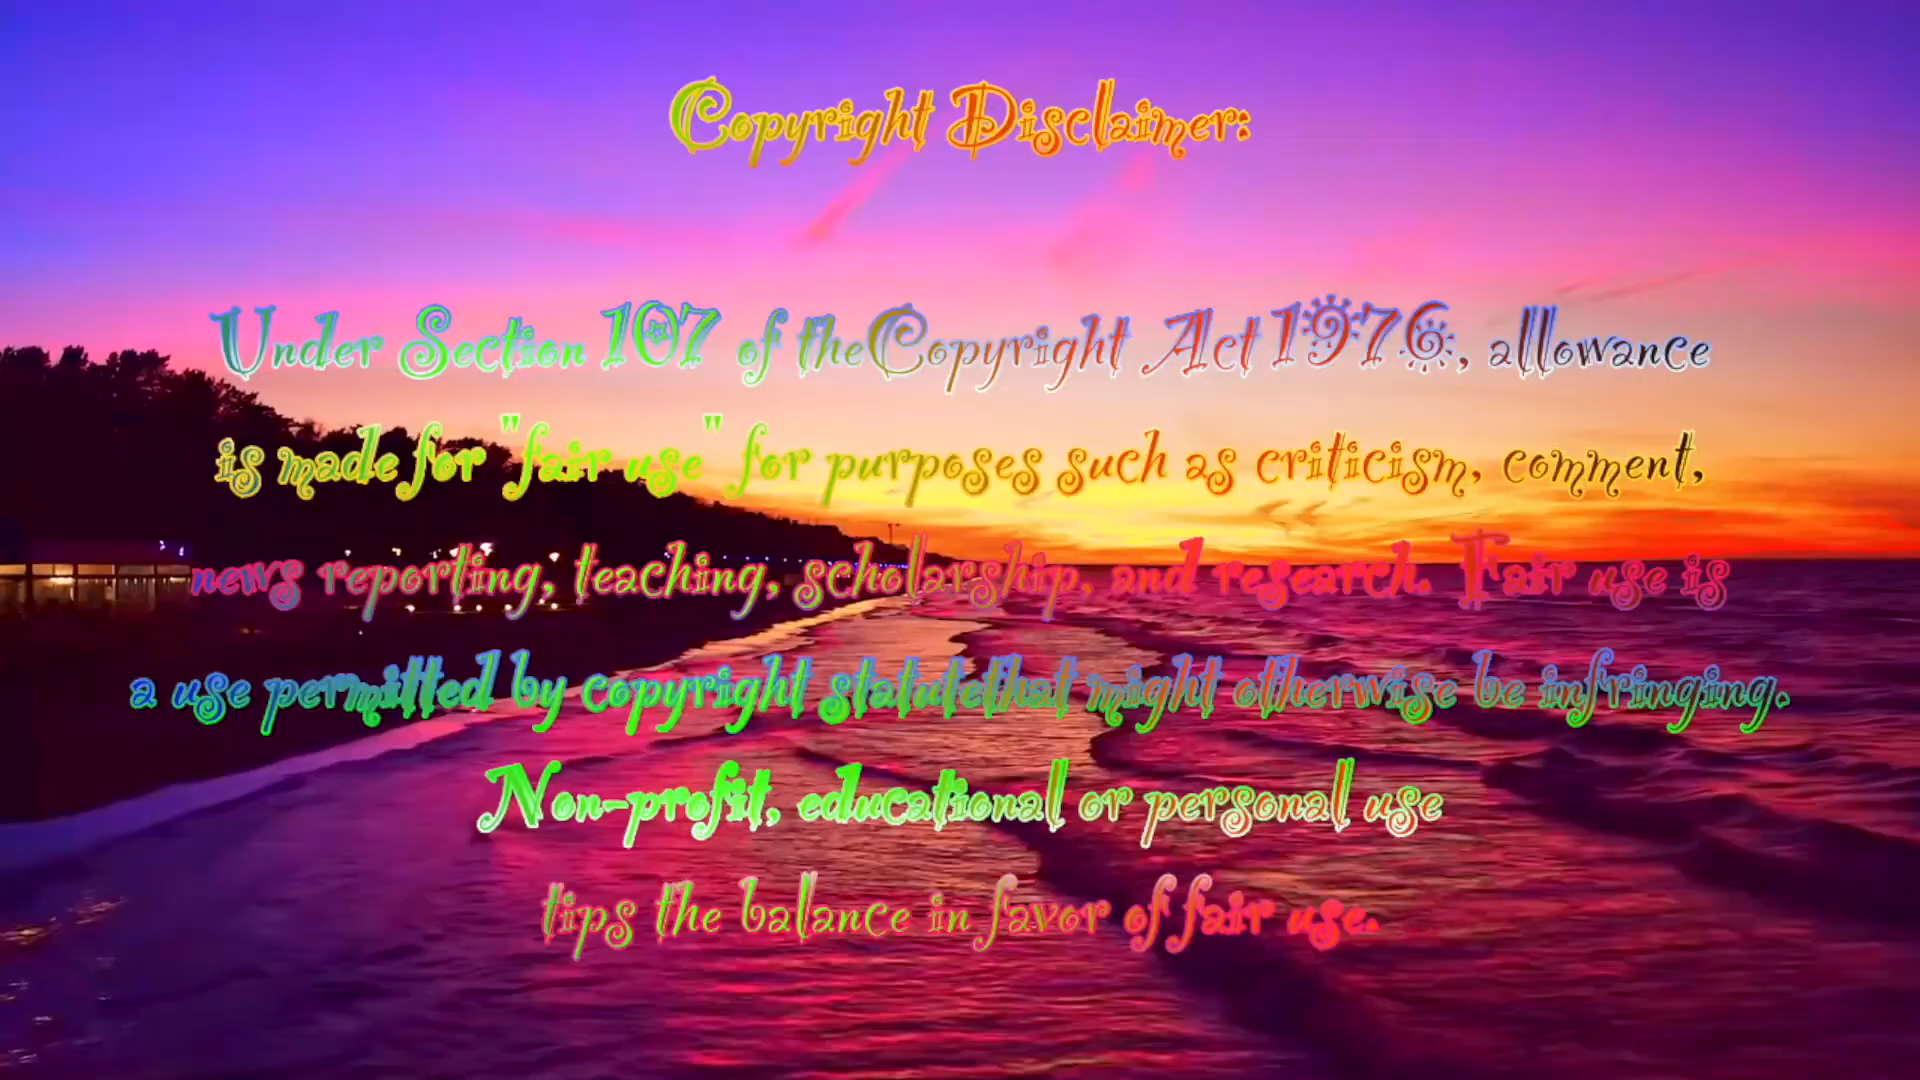 Copyright Disclaimer:
Under Section 107 of theCopyright Act 1976, allowance
is made for "fair use" for purposes such as criticism, comment,
news reporting, teaching, scholarship, and research. Fair use is
a use permitted by copyright statutethat might otherwise be infringing.
Non-profit, educational or personal use
tips the balance in favor of fair use.